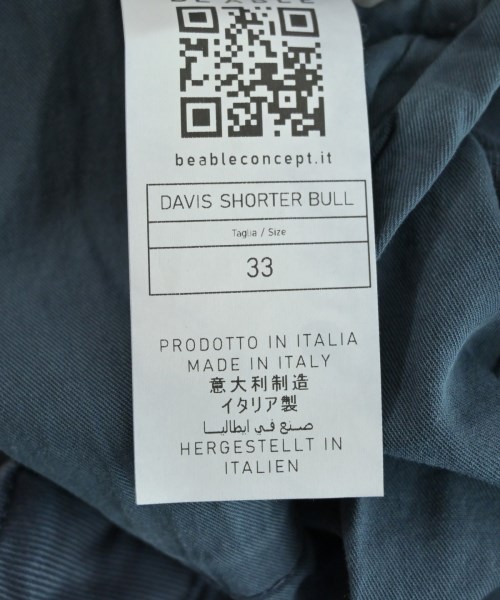 BEABLE
beableconcept.it
DAVIS SHORTER BULL
Taglia / Size
33
PRODOTTO IN ITALIA
MADE IN ITALY
意大利制造
イタリア製
صنع في ايطاليا
HERGESTELLT IN
ITALIEN